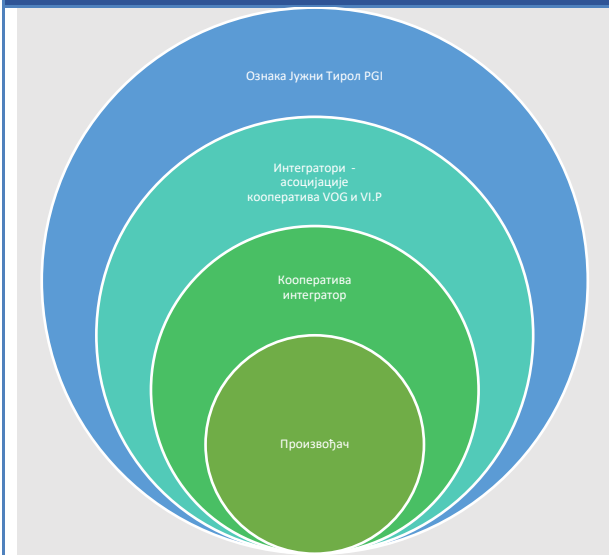 Ознака Јужни Тирол PGI
Интегратори -
асоцијације
кооператива VOG и VI.P
Кооператива
интегратор
Произвођач